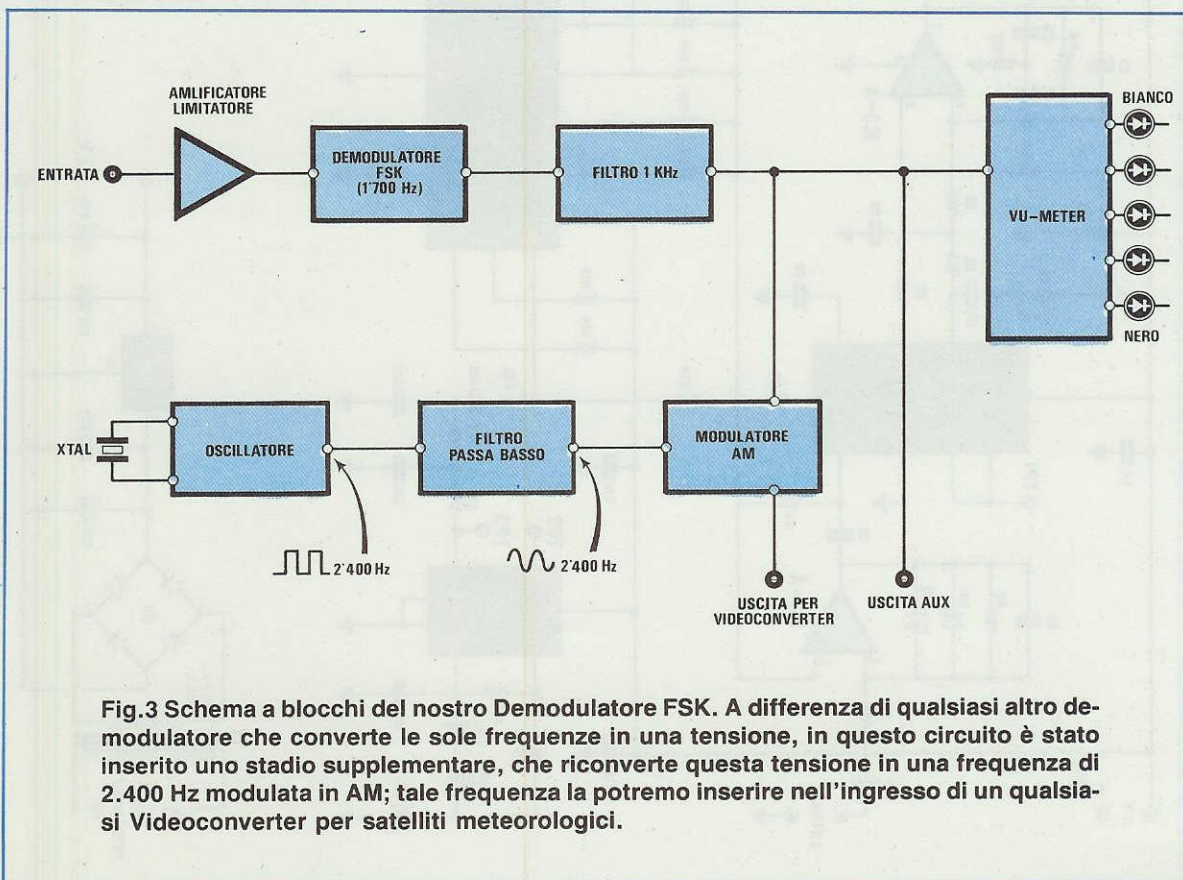 AMLIFICATORE
LIMITATORE
BIANCO
ENTRATA
DEMODULATORE
FSK
(1'700 Hz)
FILTRO 1 KHz
VU-METER
NERO
XTAL
OSCILLATORE
FILTRO
PASSA BASSO
MODULATORE
AM
2'400 Hz
2'400 Hz
USCITA PER
VIDEOCONVERTER
USCITA AUX
Fig.3 Schema a blocchi del nostro Demodulatore FSK. A differenza di qualsiasi altro de-
modulatore che converte le sole frequenze in una tensione, in questo circuito è stato
inserito uno stadio supplementare, che riconverte questa tensione in una frequenza di
2.400 Hz modulata in AM; tale frequenza la potremo inserire nell'ingresso di un qualsia-
si Videoconverter per satelliti meteorologici.